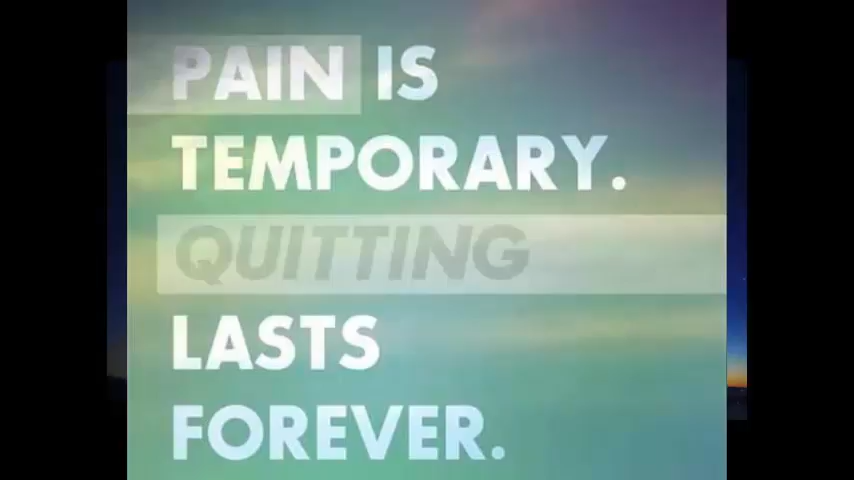 PAIN IS
TEMPORARY.
QUITTING
LASTS
FOREVER.